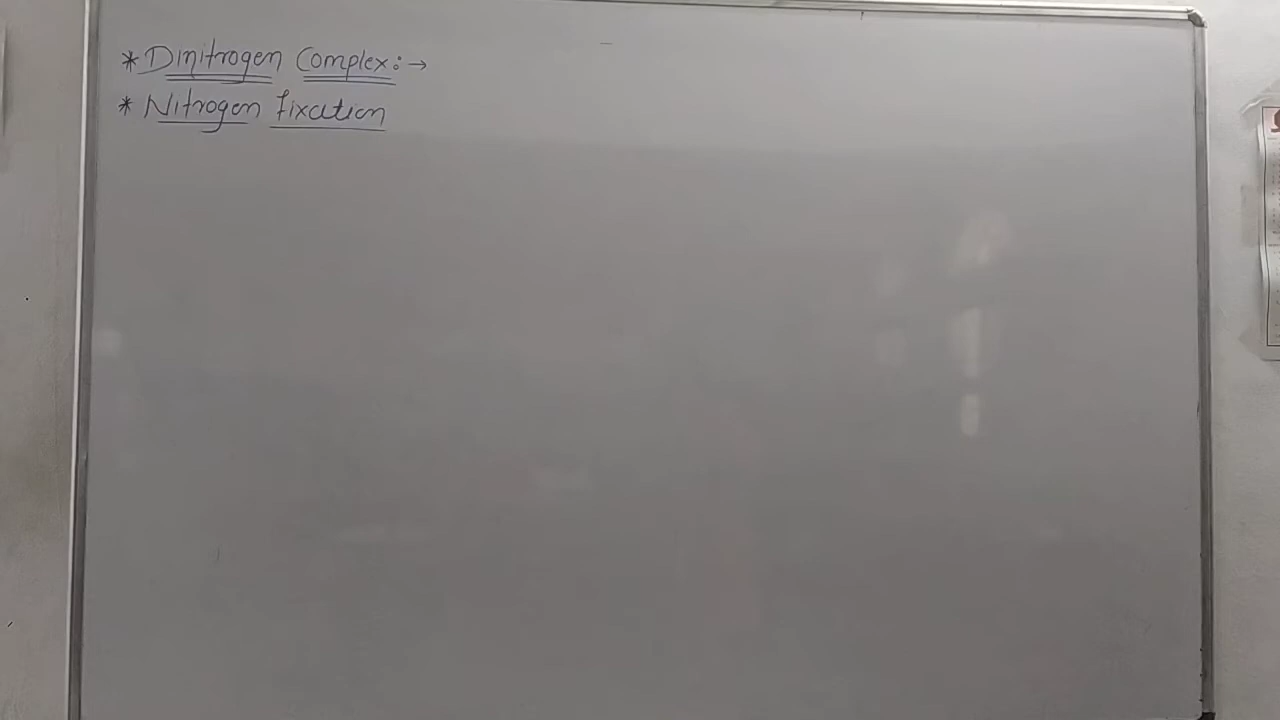 * Dinitrogen Complex:→
* Nitrogen fixation